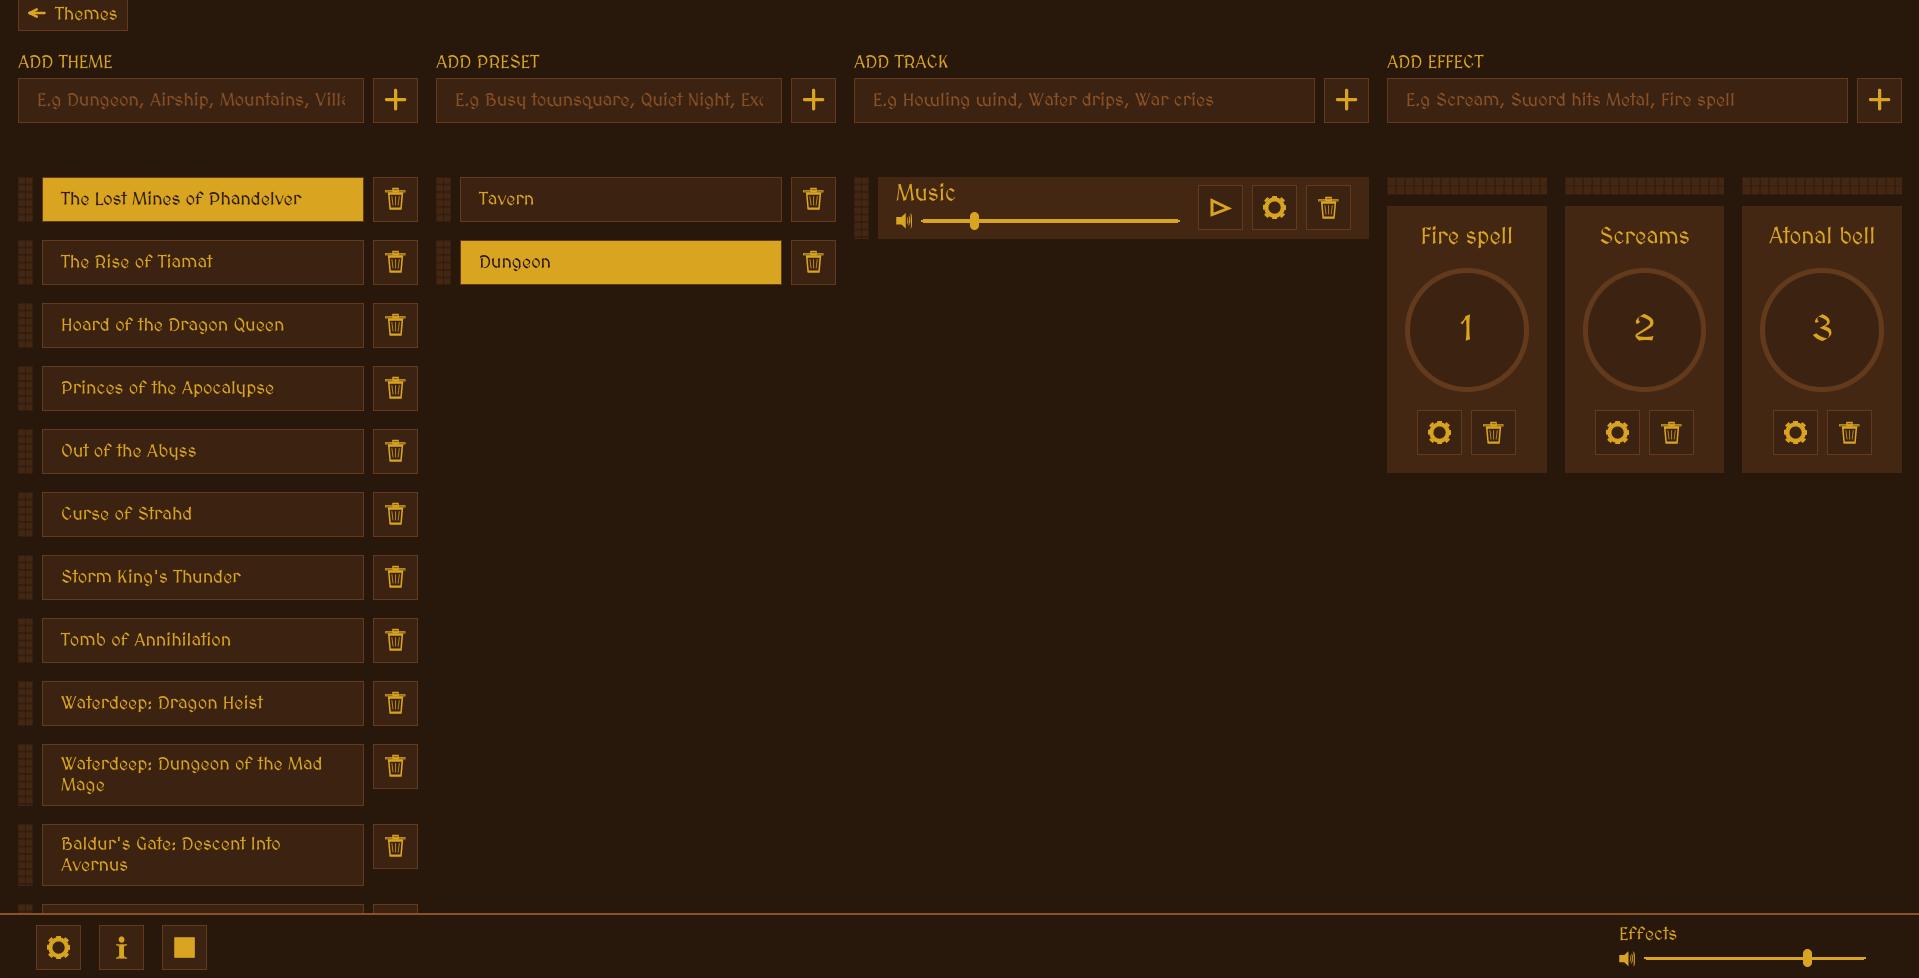 Themes
ADD THEME
E.g Dungeon, Airship, Mountains,
+
ADD PRESET
E.g Busy townsquare, Quiet Night,
+
ADD TRACK
E.g Howling wind, Water drips, War cries
+
ADD EFFECT
E.g Scream, Sword hits Metal, Fire spell
+
The Lost Mines of Phandelver
The Rise of Tiamat
Hoard of the Dragon Queen
Princes of the Apocalypse
Out of the Abyss
Curse of Strahd
Storm King's Thunder
Tomb of Annihilation
Waterdeep: Dragon Heist
Waterdeep: Dungeon of the Mad
Mage
Baldur's Gate: Descent Into
Avernus
Tavern
Dungeon
Music
Fire spell
1
Screams
2
Atonal bell
3
i
Effects